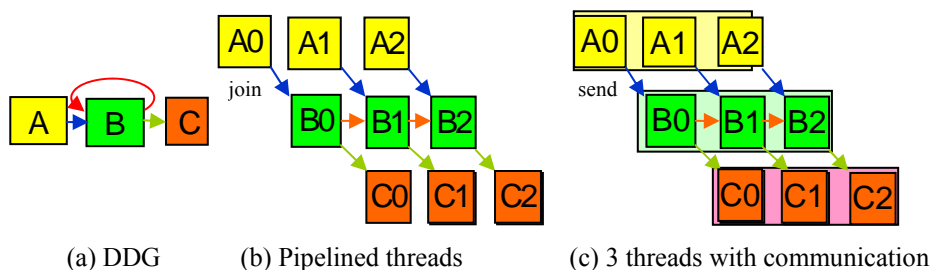 A0 A1 A2 A0 A1 A2
join send
A B C B0 B1 B2 B0 B1 B2
C0 C1 C2 C0 C1 C2
(a) DDG (b) Pipelined threads (c) 3 threads with communication